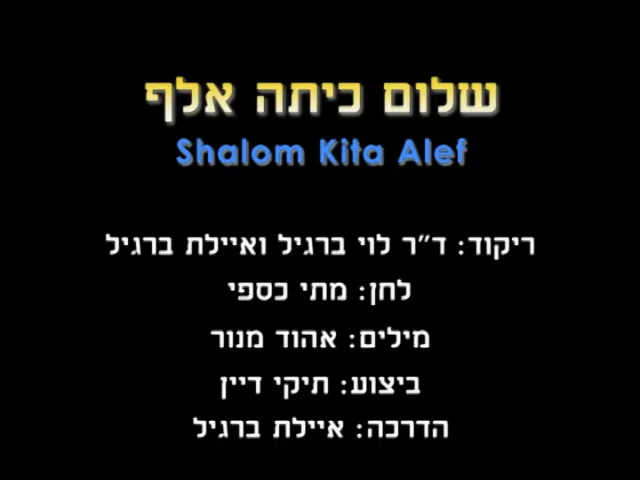 שלום כיתה אלף
Shalom Kita Alef
ריקוד: ד"ר לוי ברגיל ואיילת ברגיל
לחן: מתי כספי
מילים: אהוד מנור
ביצוע: תיקי דיין
הדרכה: איילת ברגיל